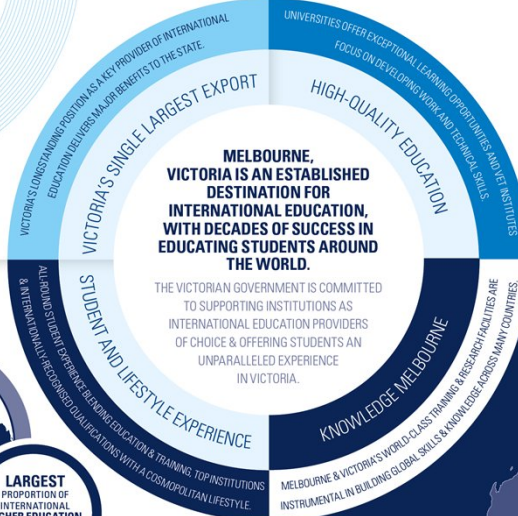 VICTORIA'S LONGSTANDING POSITION AS A KEY PROVIDER OF INTERNATIONAL
EDUCATION DELIVERS MAJOR BENEFITS TO THE STATE.
VICTORIA'S SINGLE LARGEST EXPORT
UNIVERSITIES OFFER EXCEPTIONAL LEARNING OPPORTUNITIES AND VET INSTITUTES
FOCUS ON DEVELOPING WORK AND TECHNICAL SKILLS.
HIGH-QUALITY EDUCATION
MELBOURNE,
VICTORIA IS AN ESTABLISHED
DESTINATION FOR
INTERNATIONAL EDUCATION,
WITH DECADES OF SUCCESS IN
EDUCATING STUDENTS AROUND
THE WORLD.
THE VICTORIAN GOVERNMENT IS COMMITTED
TO SUPPORTING INSTITUTIONS AS
INTERNATIONAL EDUCATION PROVIDERS
OF CHOICE & OFFERING STUDENTS AN
UNPARALLELED EXPERIENCE
IN VICTORIA.
STUDENT AND LIFESTYLE EXPERIENCE
ALL-ROUND STUDENT EXPERIENCE BLENDING EDUCATION & TRAINING, TOP INSTITUTIONS
& INTERNATIONALLY-RECOGNISED QUALIFICATIONS WITH A COSMOPOLITAN LIFESTYLE.
KNOWLEDGE MELBOURNE
MELBOURNE & VICTORIA'S WORLD-CLASS TRAINING & RESEARCH FACILITIES ARE
INSTRUMENTAL IN BUILDING GLOBAL SKILLS & KNOWLEDGE ACROSS MANY COUNTRIES.
LARGEST
PROPORTION OF
INTERNATIONAL
EDUCATION